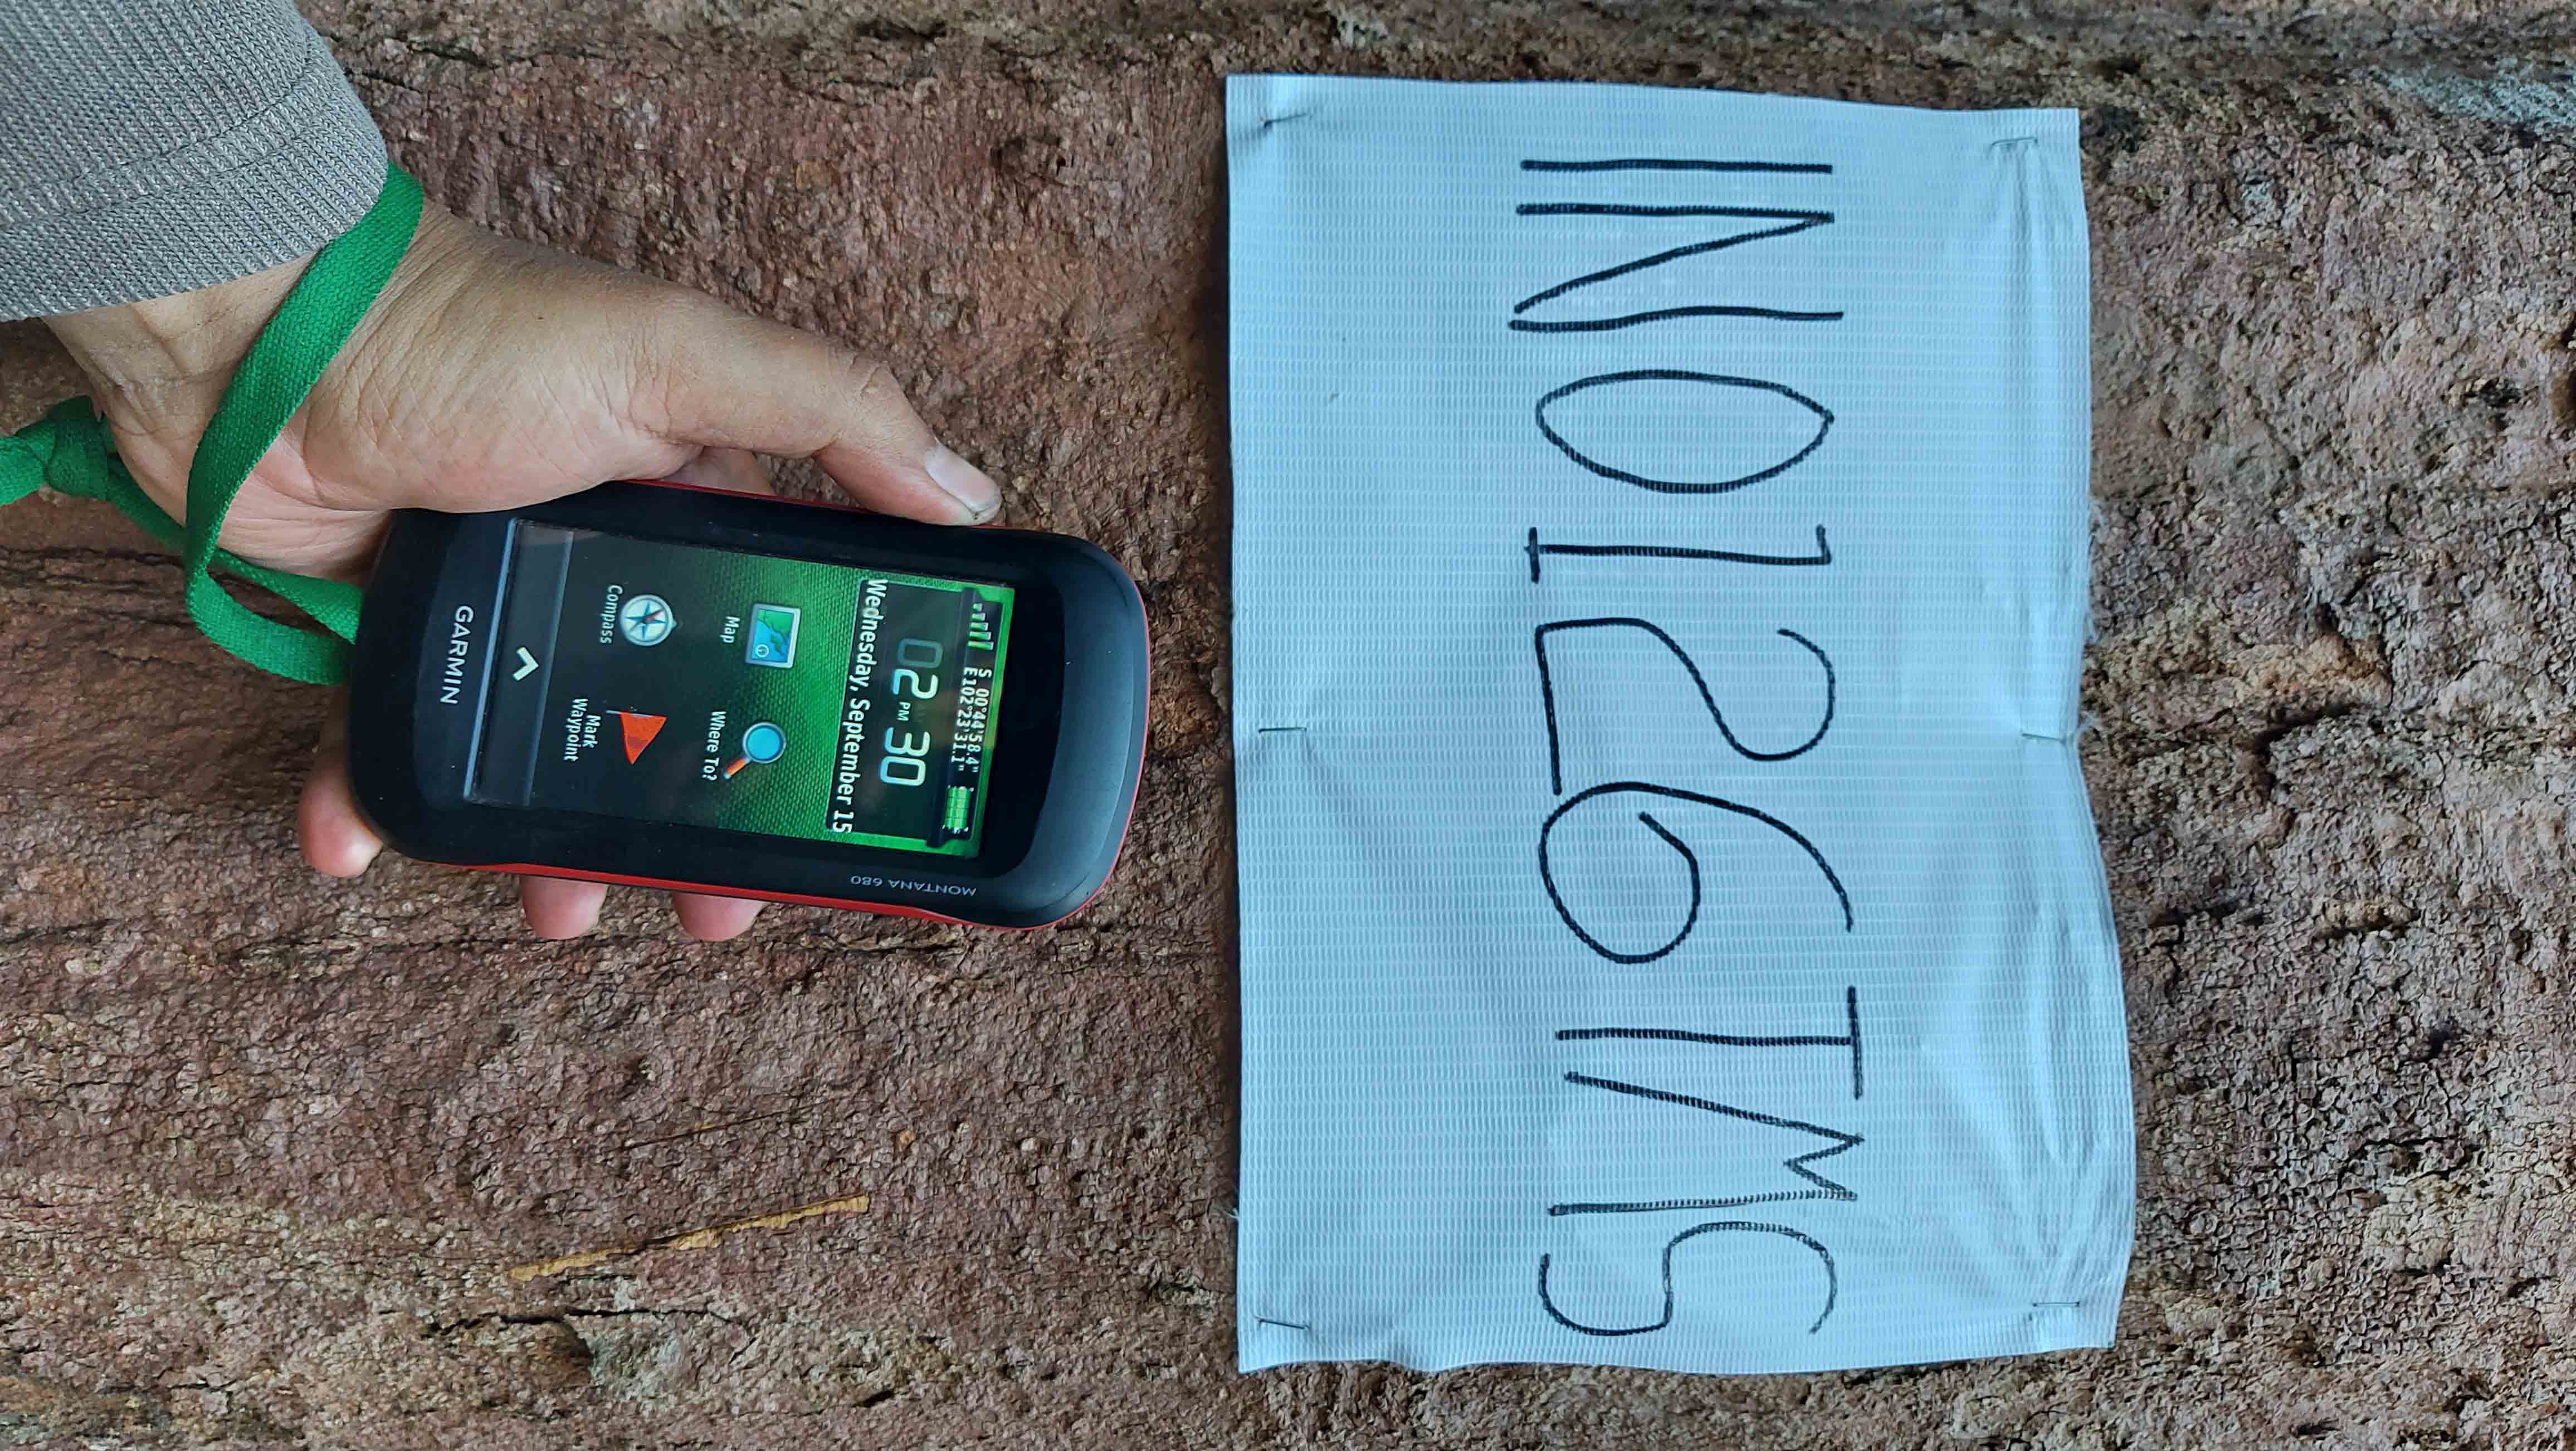 IN0126TMS
S 00°44'58.4"
E102°23'31.1"
02 PM 30
Wednesday, September 15
Map
Where To?
Compass
Mark
Waypoint
GARMIN
MONTANA 680